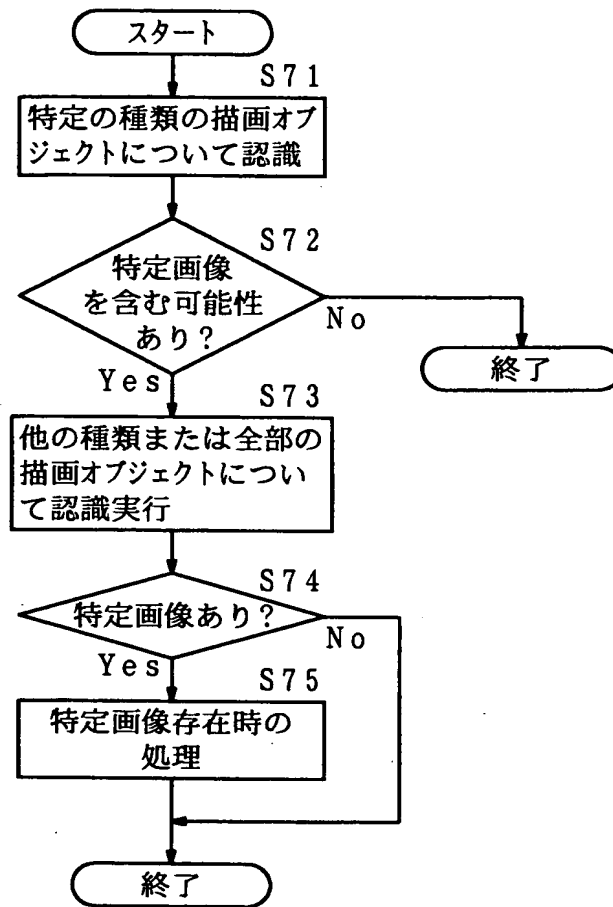 スタート
S71
特定の種類の描画オブ
ジェクトについて認識
S72
特定画像
を含む可能性
あり?
No
終了
Yes
S73
他の種類または全部の
描画オブジェクトについ
て認識実行
S74
特定画像あり?
No
Yes
S75
特定画像存在時の
処理
終了